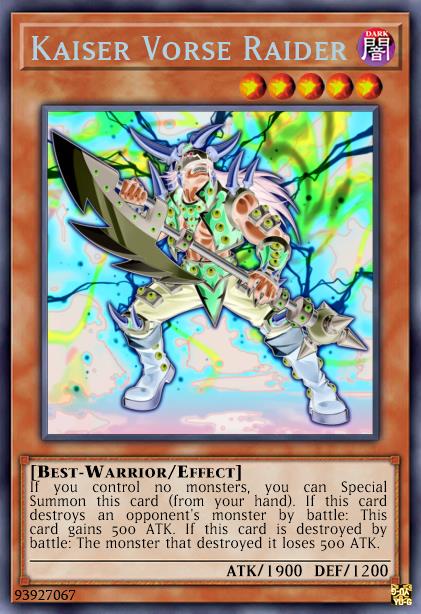 Kaiser Vorse Raider
DARK
闇
[Best-Warrior/Effect]
If you control no monsters, you can Special
Summon this card (from your hand). If this card
destroys an opponent's monster by battle: This
card gains 500 ATK. If this card is destroyed by
battle: The monster that destroyed it loses 500 ATK.
ATK/1900 DEF/1200
93927067